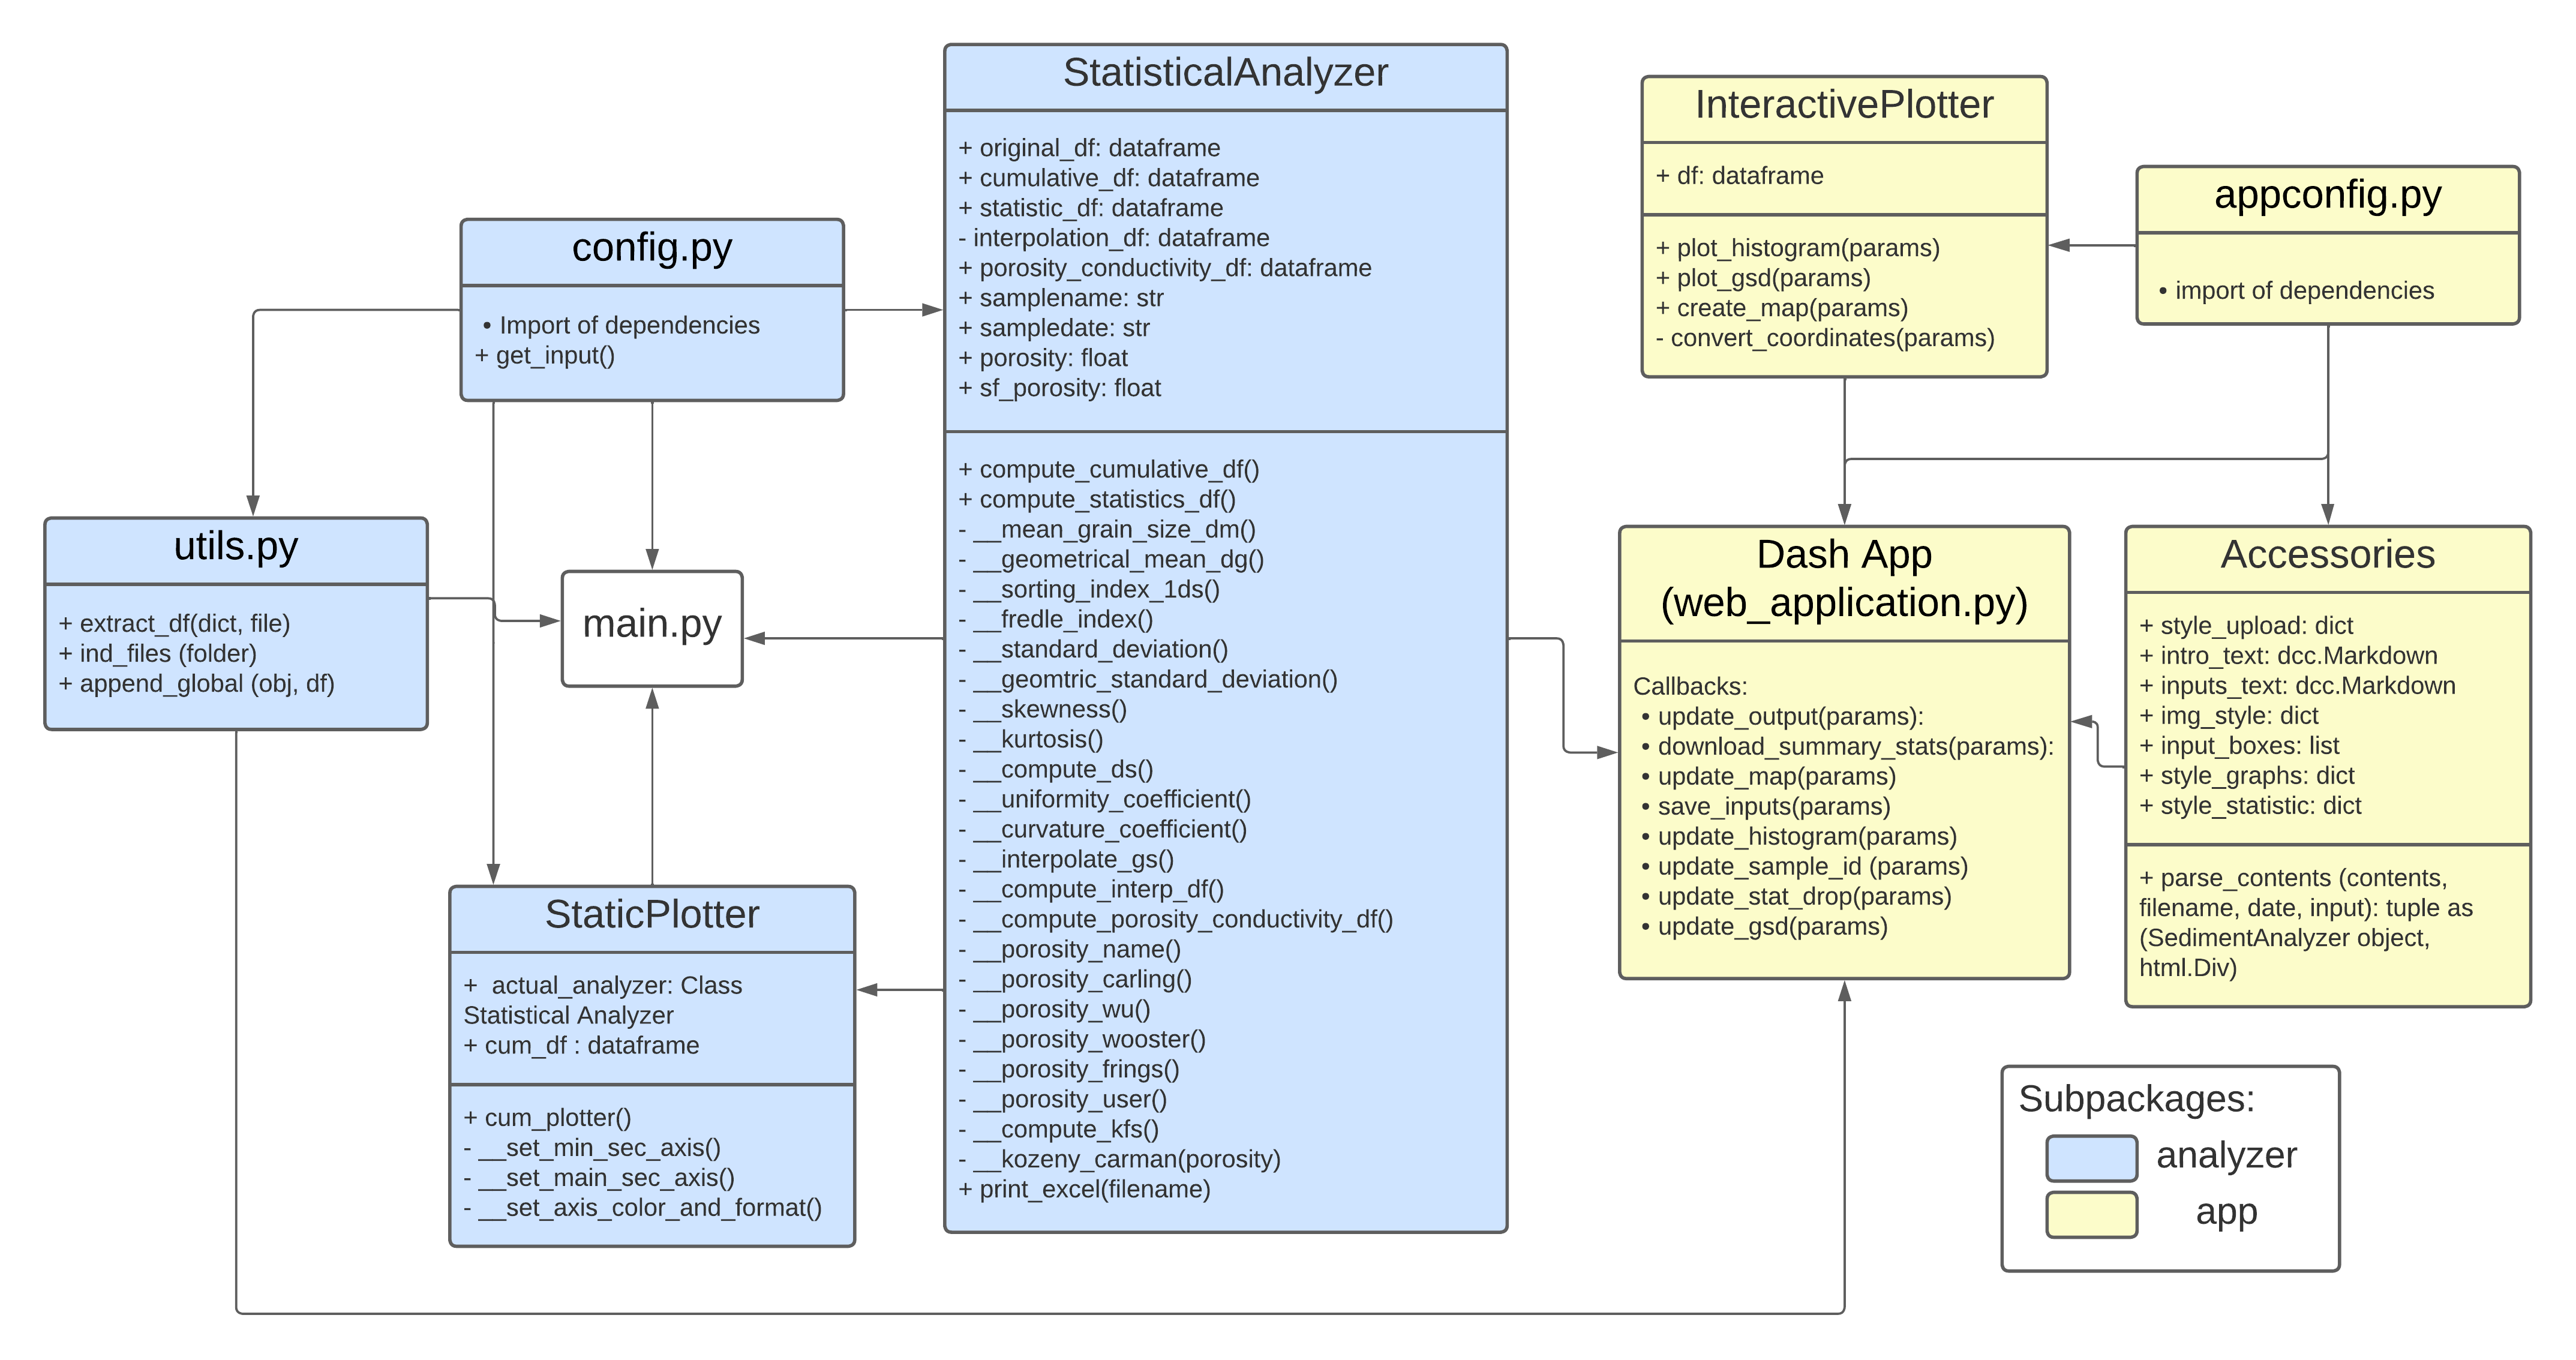 StatisticalAnalyzer
+ original_df: dataframe
+ cumulative_df: dataframe
+ statistic_df: dataframe
- interpolation_df: dataframe
+ porosity_conductivity_df: dataframe
+ samplename: str
+ sampledate: str
+ porosity: float
+ sf_porosity: float
+ compute_cumulative_df()
+ compute_statistics_df()
- __mean_grain_size_dm()
- __geometrical_mean_dg()
- __sorting_index_1ds()
- __fredle_index()
- __standard_deviation()
- __geomtric_standard_deviation()
- __skewness()
- __kurtosis()
- __compute_ds()
- __uniformity_coefficient()
- __curvature_coefficient()
- __interpolate_gs()
- __compute_interp_df()
- __compute_porosity_conductivity_df()
- __porosity_name()
- __porosity_carling()
- __porosity_wu()
- __porosity_wooster()
- __porosity_frings()
- __porosity_user()
- __compute_kfs()
- __kozeny_carman(porosity)
+ print_excel(filename)
config.py
• Import of dependencies
+ get_input()
utils.py
+ extract_df(dict, file)
+ ind_files (folder)
+ append_global (obj, df)
main.py
StaticPlotter
+  actual_analyzer: Class
Statistical Analyzer
+ cum_df : dataframe
+ cum_plotter()
- __set_min_sec_axis()
- __set_main_sec_axis()
- __set_axis_color_and_format()
InteractivePlotter
+ df: dataframe
+ plot_histogram(params)
+ plot_gsd(params)
+ create_map(params)
- convert_coordinates(params)
appconfig.py
• import of dependencies
Dash App
(web_application.py)
Callbacks:
• update_output(params):
• download_summary_stats(params):
• update_map(params)
• save_inputs(params)
• update_histogram(params)
• update_sample_id (params)
• update_stat_drop(params)
• update_gsd(params)
Accessories
+ style_upload: dict
+ intro_text: dcc.Markdown
+ inputs_text: dcc.Markdown
+ img_style: dict
+ input_boxes: list
+ style_graphs: dict
+ style_statistic: dict
+ parse_contents (contents,
filename, date, input): tuple as
(SedimentAnalyzer object,
html.Div)
Subpackages:
analyzer
app